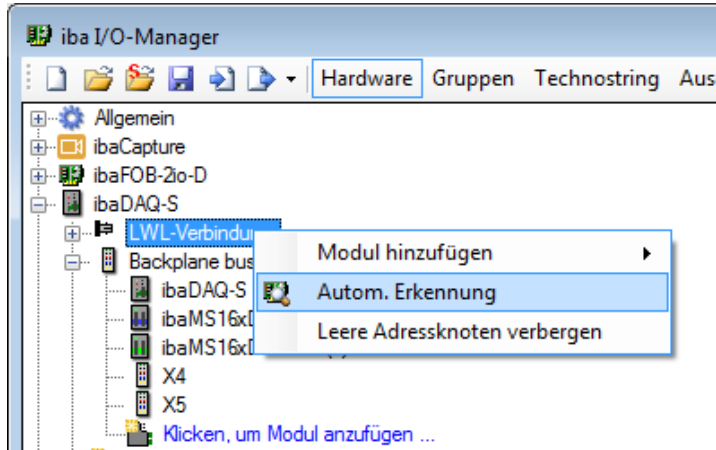 iba I/O-Manager
Hardware Gruppen Technostring Aus
Allgemein
ibaCapture
ibaFOB-2io-D
ibaDAQ-S
LWL-Verbindu
Modul hinzufügen
Backplane bus
ibaDAQ-S
Autom. Erkennung
ibaMS16x
Leere Adressknoten verbergen
ibaMS16x
X4
X5
Klicken, um Modul anzufügen ...